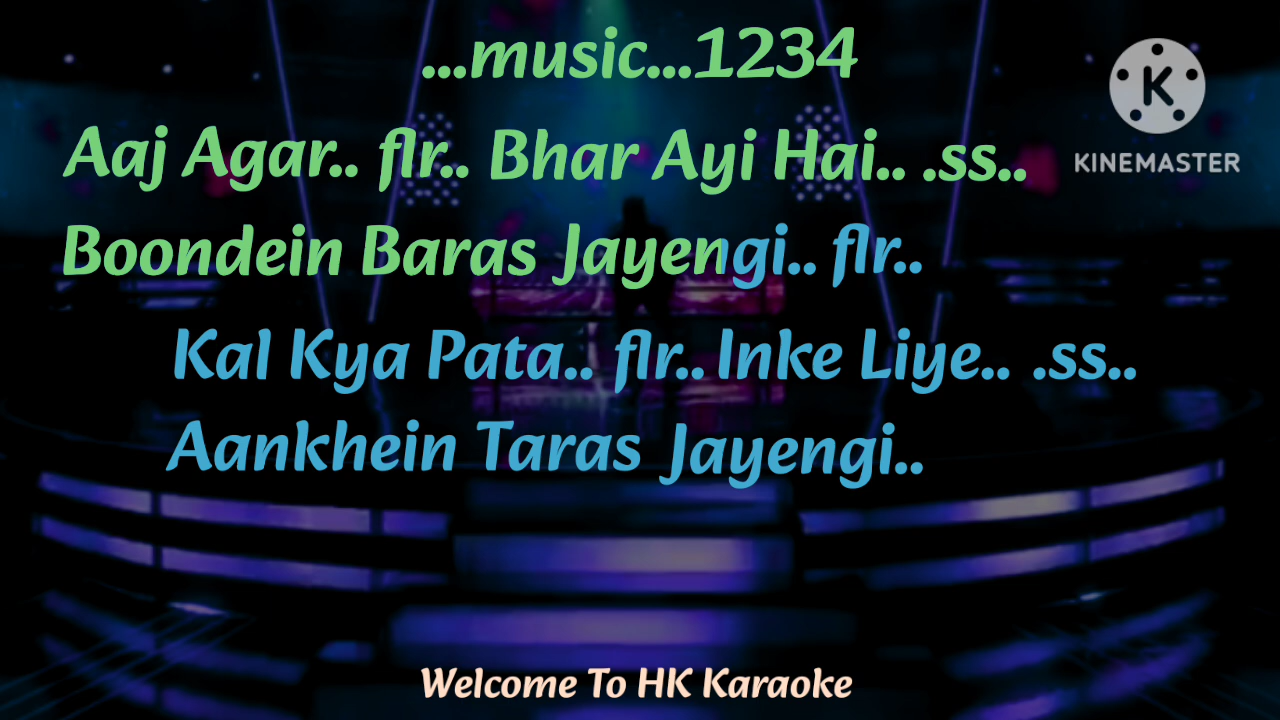 ...music...1234
K
KINEMASTER
Aaj Agar.. flr.. Bhar Ayi Hai.. .ss..
Boondein Baras Jayengi.. flr..
Kal Kya Pata.. flr.. Inke Liye.. .ss..
Aankhein Taras Jayengi..
Welcome To HK Karaoke